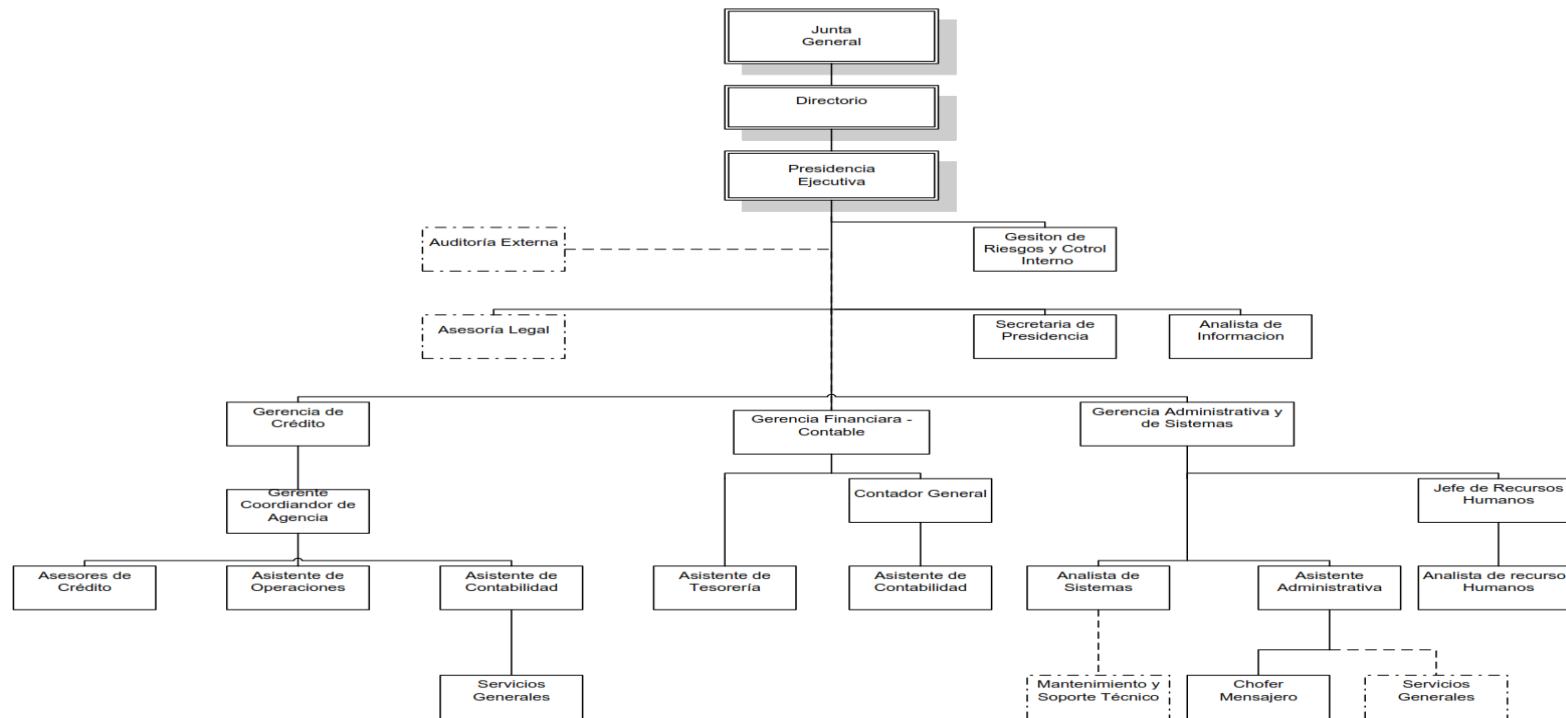 Junta
General
Directorio
Presidencia
Ejecutiva
Auditoría Externa
Gesiton de
Riesgos y Cotrol
Interno
Asesoría Legal
Secretaria de
Presidencia
Analista de
Informacion
Gerencia de
Crédito
Gerencia Financiara -
Contable
Gerencia Administrativa y
de Sistemas
Gerente
Coordiandor de
Agencia
Contador General
Jefe de Recursos
Humanos
Asesores de
Crédito
Asistente de
Operaciones
Asistente de
Contabilidad
Asistente de
Tesorería
Asistente de
Contabilidad
Analista de
Sistemas
Asistente
Administrativa
Analista de recursos
Humanos
Servicios
Generales
Mantenimiento y
Soporte Técnico
Chofer
Mensajero
Servicios
Generales